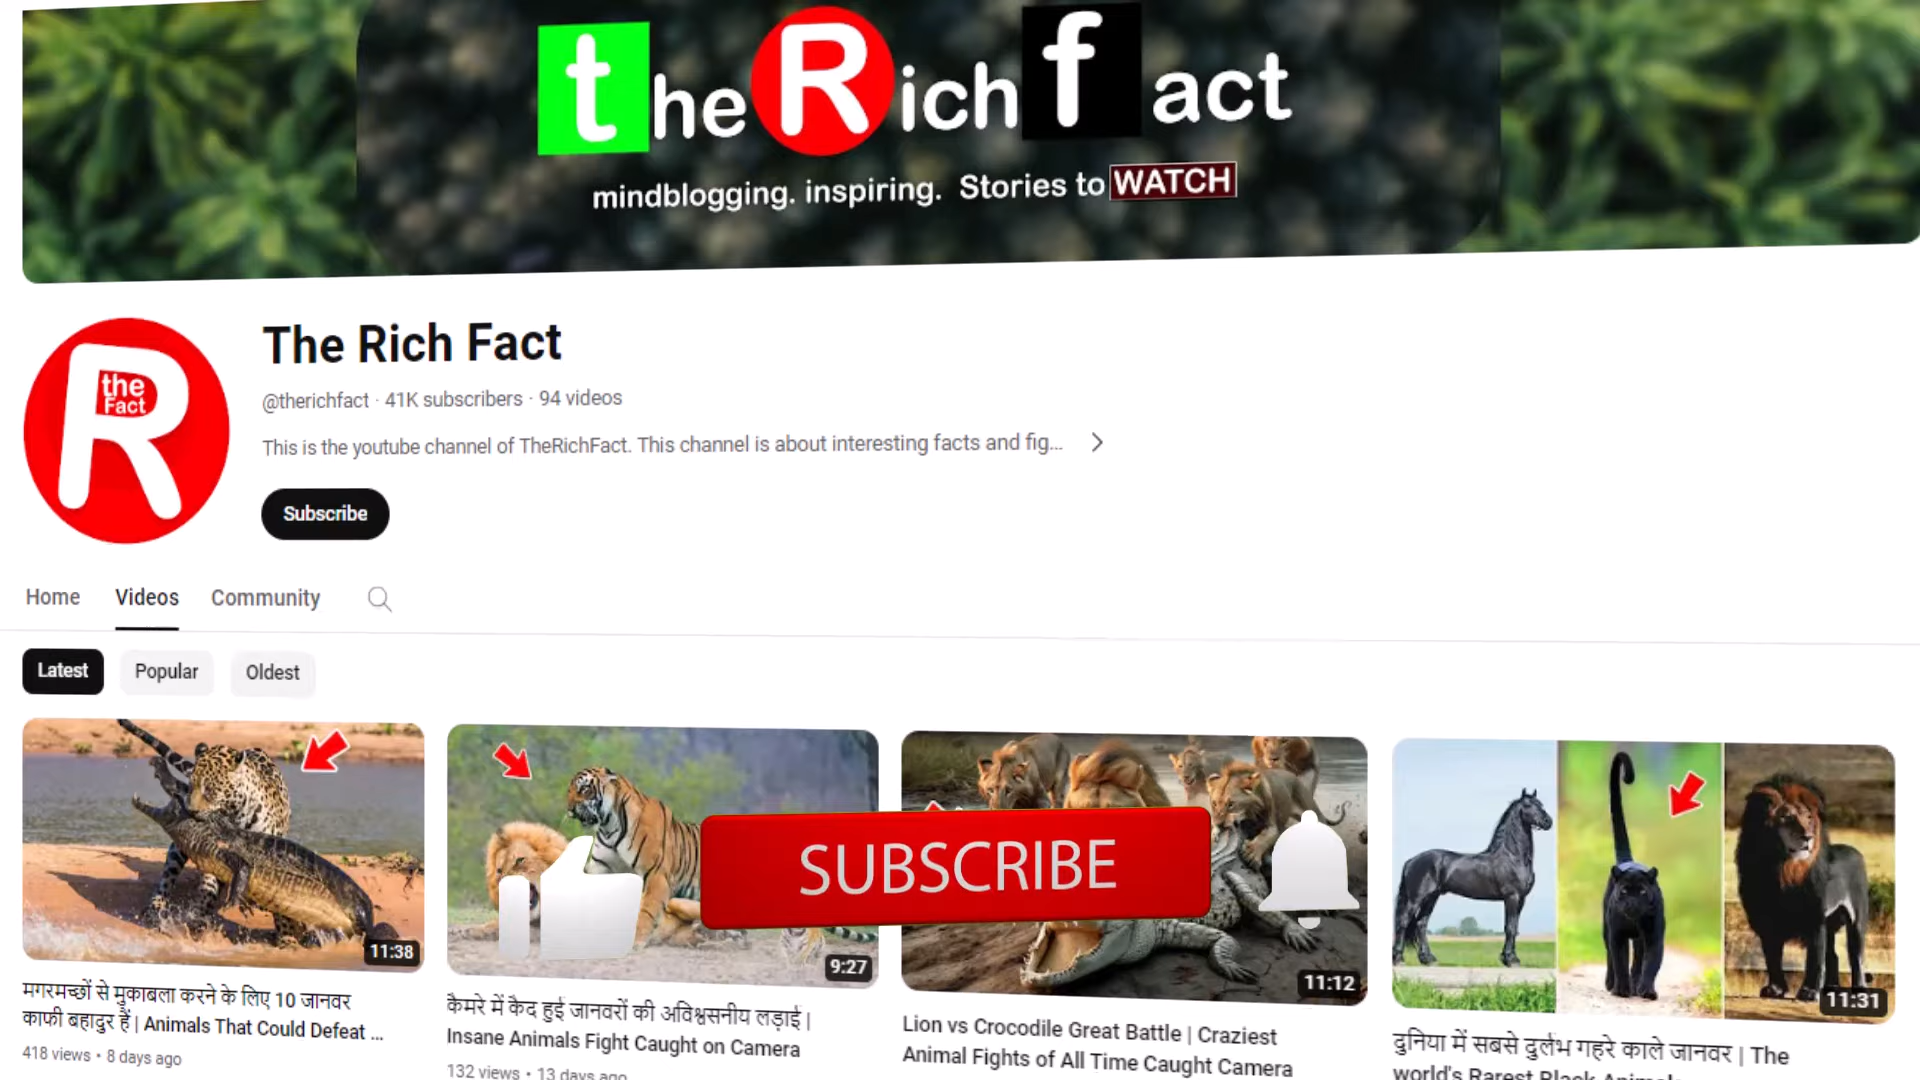 theRichfact
mindblogging. inspiring. Stories to WATCH
R the Fact
The Rich Fact
@therichfact · 41K subscribers · 94 videos
This is the youtube channel of TheRichFact. This channel is about interesting facts and fig...
Subscribe
Home Videos Community
Latest Popular Oldest
SUBSCRIBE
11:38
9:27
11:12
11:31
मगरमच्छों से मुकाबला करने के लिए 10 जानवर
काफी बहादुर हैं | Animals That Could Defeat ...
418 views • 8 days ago
कैमरे में कैद हुई जानवरों की अविश्वसनीय लड़ाई |
Insane Animals Fight Caught on Camera
132 views • 13 days ago
Lion vs Crocodile Great Battle | Craziest
Animal Fights of All Time Caught Camera
दुनिया में सबसे दुर्लभ गहरे काले जानवर | The
world's Rarest Black Animals